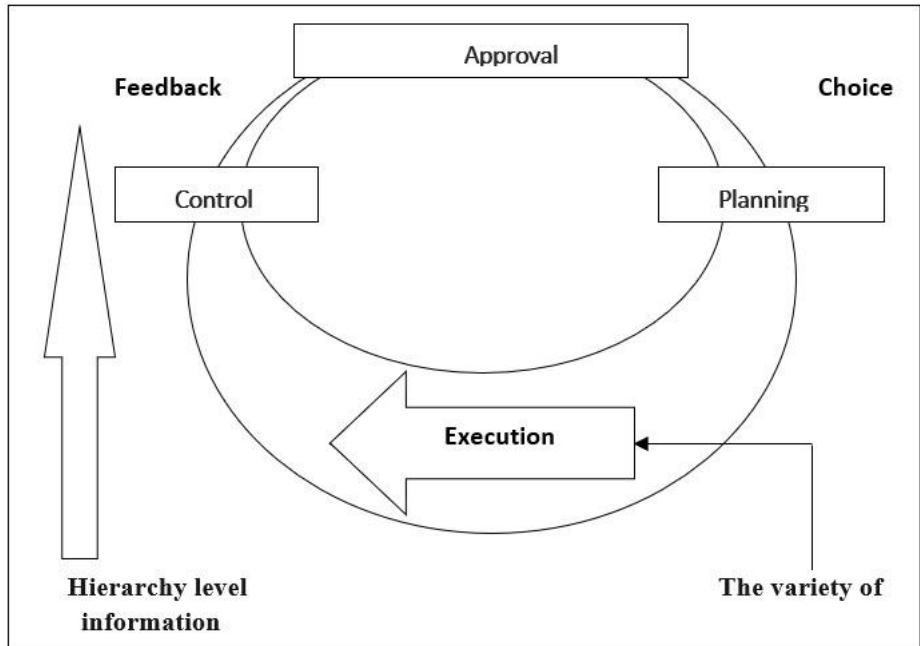 Approval
Feedback
Choice
Control
Planning
Execution
Hierarchy level
information
The variety of